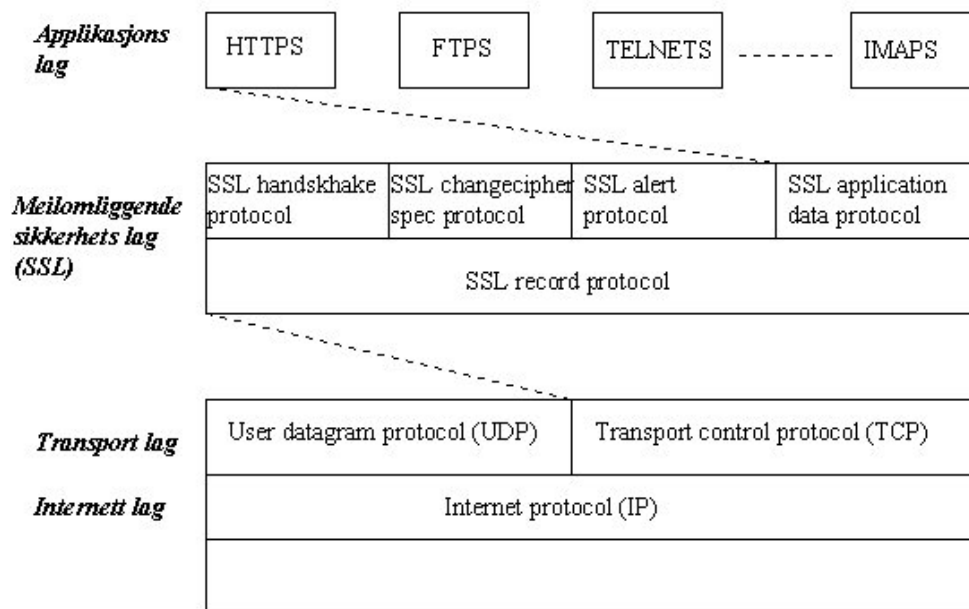 Applikasjons
lag
HTTPS
FTPS
TELNETS
IMAPS
Meilomliggende
sikkerhets lag
(SSL)
SSL handskhake
protocol
SSL changecipher
spec protocol
SSL alert
protocol
SSL application
data protocol
SSL record protocol
Transport lag
User datagram protocol (UDP)
Transport control protocol (TCP)
Internett lag
Internet protocol (IP)